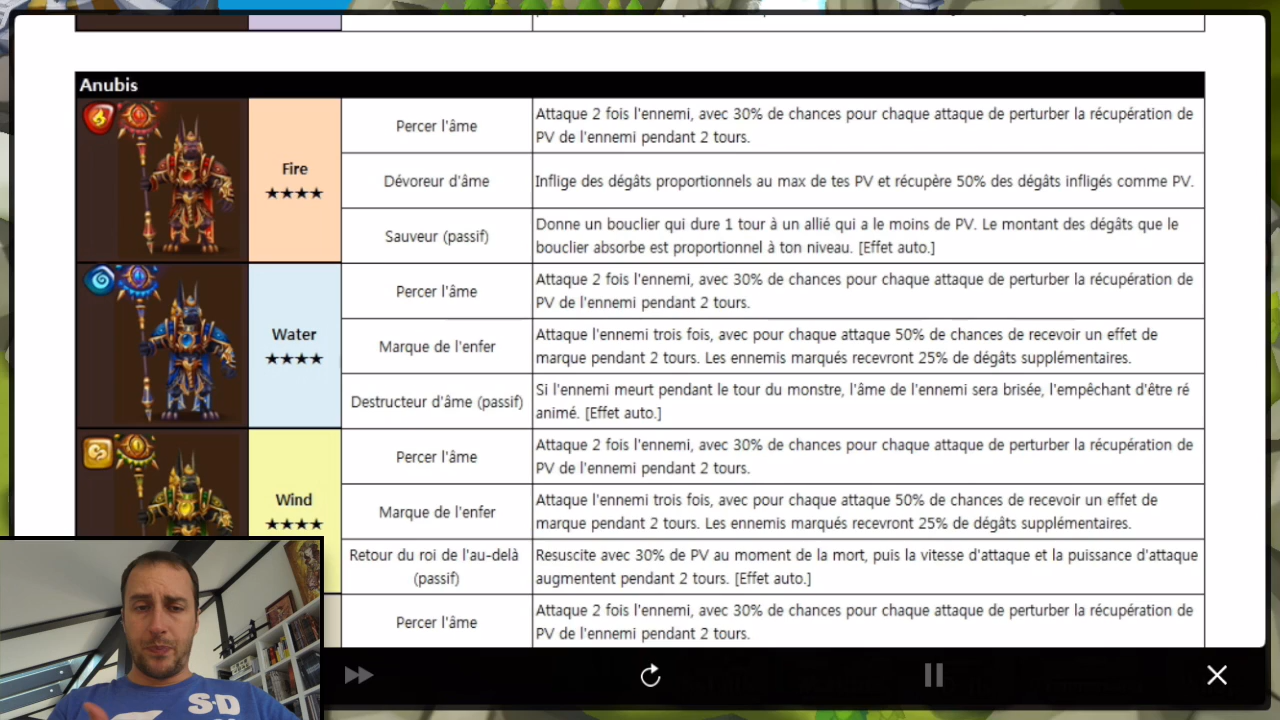 Anubis
Fire
★★★★
Percer l'âme
Attaque 2 fois l'ennemi, avec 30% de chances pour chaque attaque de perturber la récupération de
PV de l'ennemi pendant 2 tours.
Dévoreur d'âme
Inflige des dégâts proportionnels au max de tes PV et récupère 50% des dégâts infligés comme PV.
Sauveur (passif)
Donne un bouclier qui dure 1 tour à un allié qui a le moins de PV. Le montant des dégâts que le
bouclier absorbe est proportionnel à ton niveau. [Effet auto.]
Water
★★★★
Percer l'âme
Attaque 2 fois l'ennemi, avec 30% de chances pour chaque attaque de perturber la récupération de
PV de l'ennemi pendant 2 tours.
Marque de l'enfer
Attaque l'ennemi trois fois, avec pour chaque attaque 50% de chances de recevoir un effet de
marque pendant 2 tours. Les ennemis marqués recevront 25% de dégâts supplémentaires.
Destructeur d'âme (passif)
Si l'ennemi meurt pendant le tour du monstre, l'âme de l'ennemi sera brisée, l'empêchant d'être ré
animé. [Effet auto.]
Wind
★★★★
Percer l'âme
Attaque 2 fois l'ennemi, avec 30% de chances pour chaque attaque de perturber la récupération de
PV de l'ennemi pendant 2 tours.
Marque de l'enfer
Attaque l'ennemi trois fois, avec pour chaque attaque 50% de chances de recevoir un effet de
marque pendant 2 tours. Les ennemis marqués recevront 25% de dégâts supplémentaires.
Retour du roi de l'au-delà
(passif)
Resuscite avec 30% de PV au moment de la mort, puis la vitesse d'attaque et la puissance d'attaque
augmentent pendant 2 tours. [Effet auto.]
Percer l'âme
Attaque 2 fois l'ennemi, avec 30% de chances pour chaque attaque de perturber la récupération de
PV de l'ennemi pendant 2 tours.
S-D